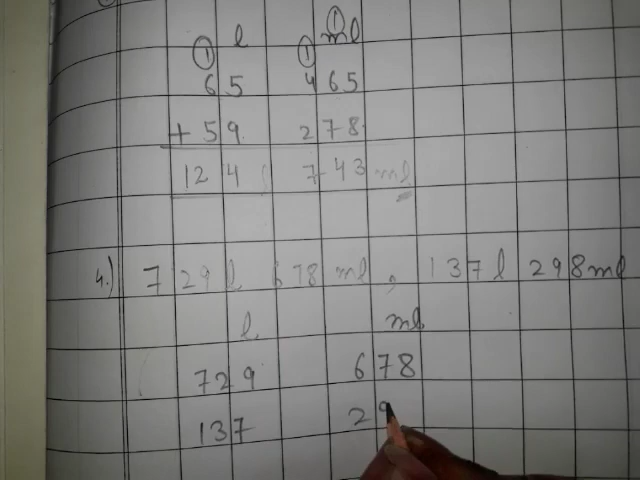 ① ①
l ml
①
65 465
+ 59 278
124 l 743 ml
4.) 729 l 678 ml, 137 l 298 ml
l ml
729 678
137 29